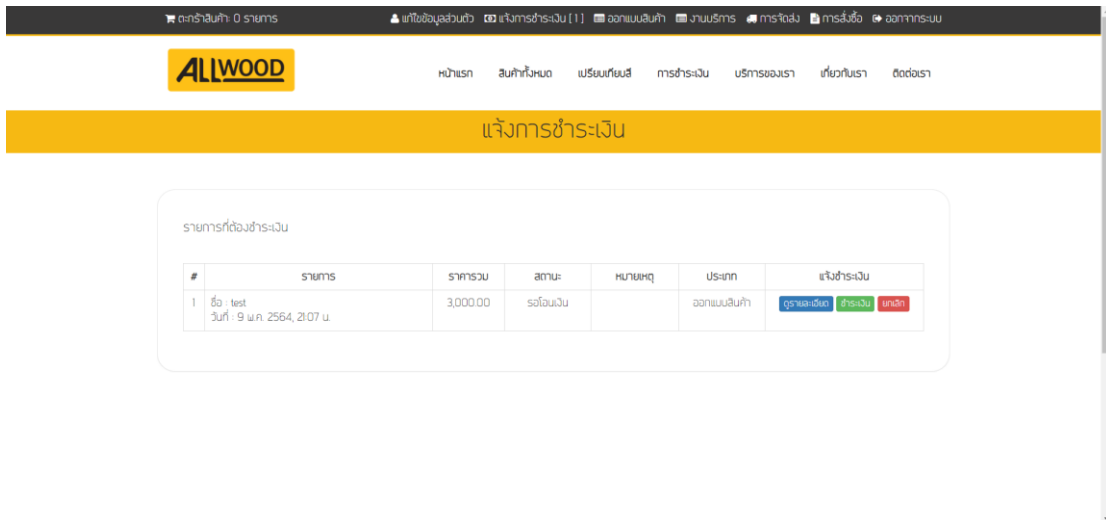 ตะกร้าสินค้า: 0 รายการ แก้ไขข้อมูลส่วนตัว แจ้งการชำระเงิน [ 1 ] ออกแบบสินค้า งานบริการ การจัดส่ง การสั่งซื้อ ออกจากระบบ
ALLWOOD หน้าแรก สินค้าทั้งหมด เปรียบเทียบสี การชำระเงิน บริการของเรา เกี่ยวกับเรา ติดต่อเรา
แจ้งการชำระเงิน
รายการที่ต้องชำระเงิน
# รายการ ราคารวม สถานะ หมายเหตุ ประเภท แจ้งชำระเงิน
1 ชื่อ : test 3,000.00 รอโอนเงิน ออกแบบสินค้า ดูรายละเอียด ชำระเงิน ยกเลิก
วันที่ : 9 พ.ค. 2564, 21:07 น.